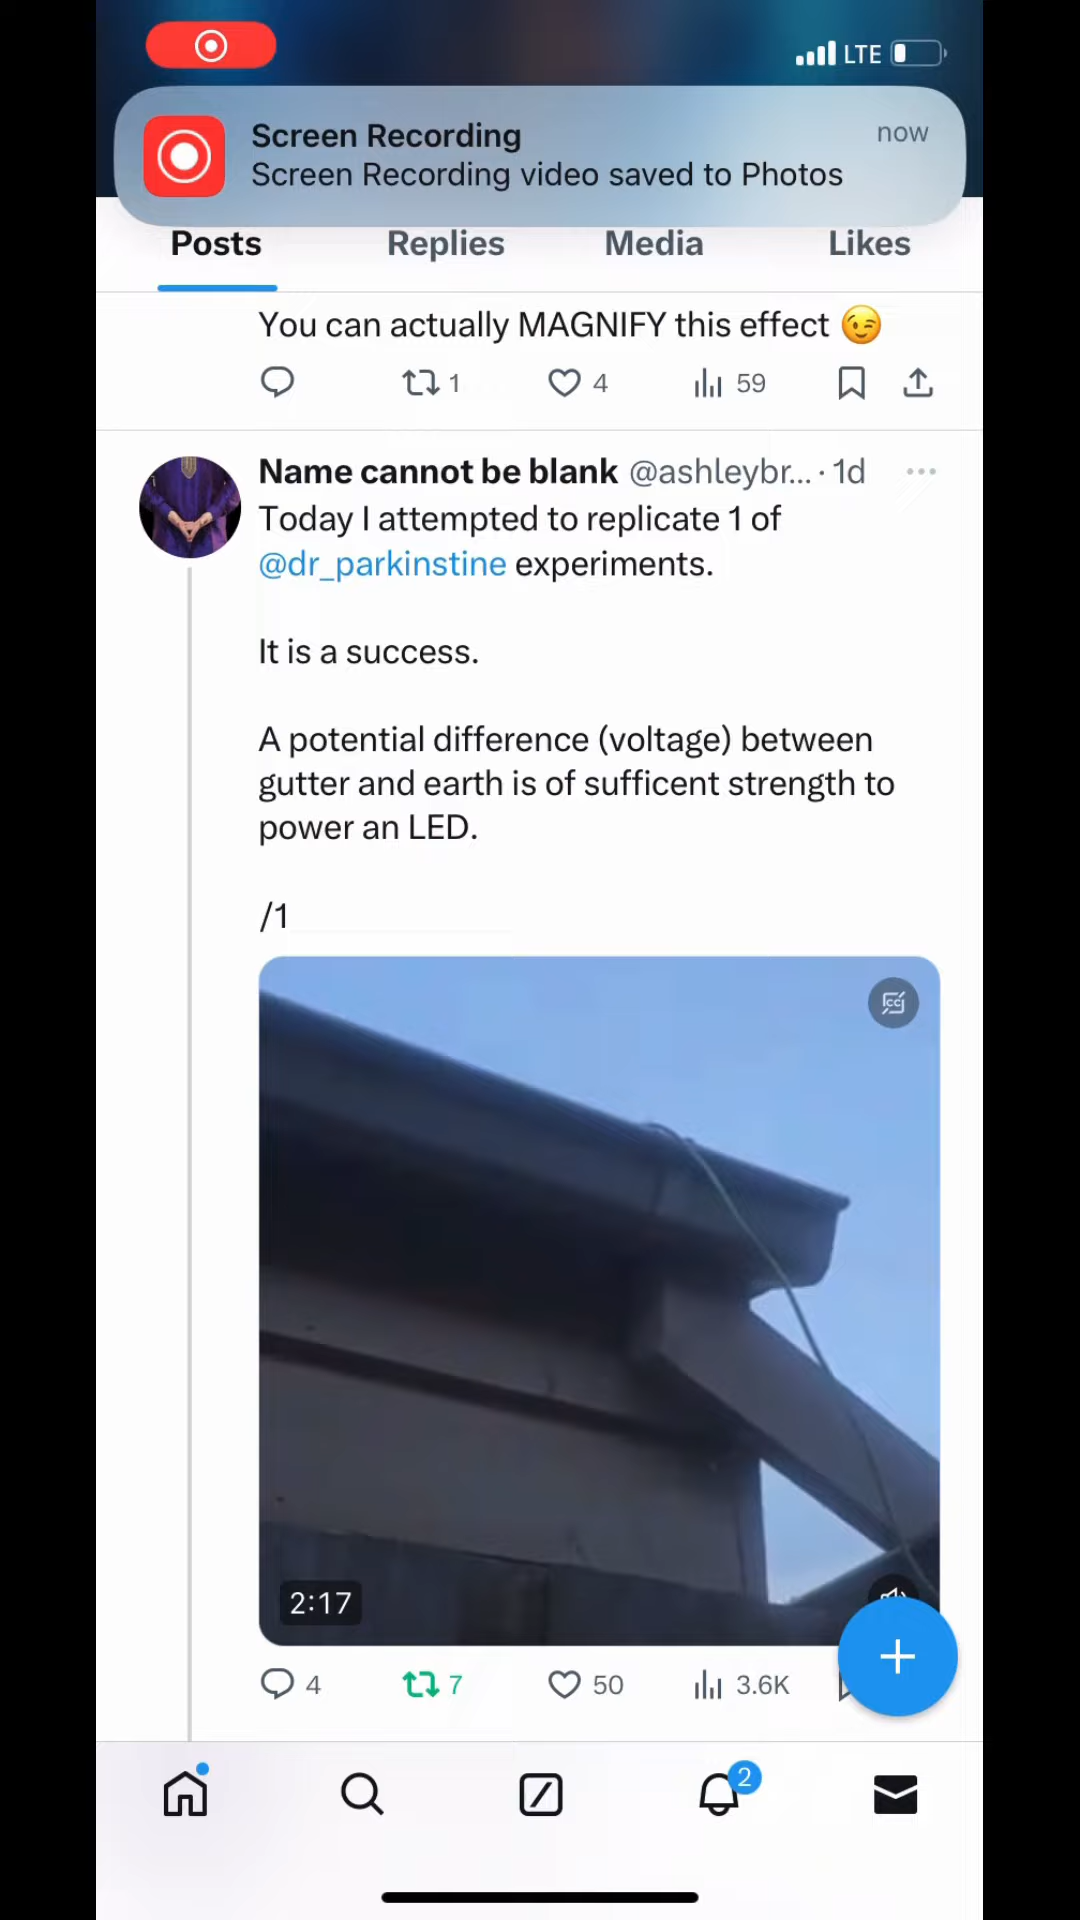 LTE
Screen Recording
now
Screen Recording video saved to Photos
Posts
Replies
Media
Likes
You can actually MAGNIFY this effect 😉
1
4
59
Name cannot be blank @ashleybr... · 1d
Today I attempted to replicate 1 of
@dr_parkinstine experiments.
It is a success.
A potential difference (voltage) between
gutter and earth is of sufficent strength to
power an LED.
/1
CC
2:17
4
7
50
3.6K
2